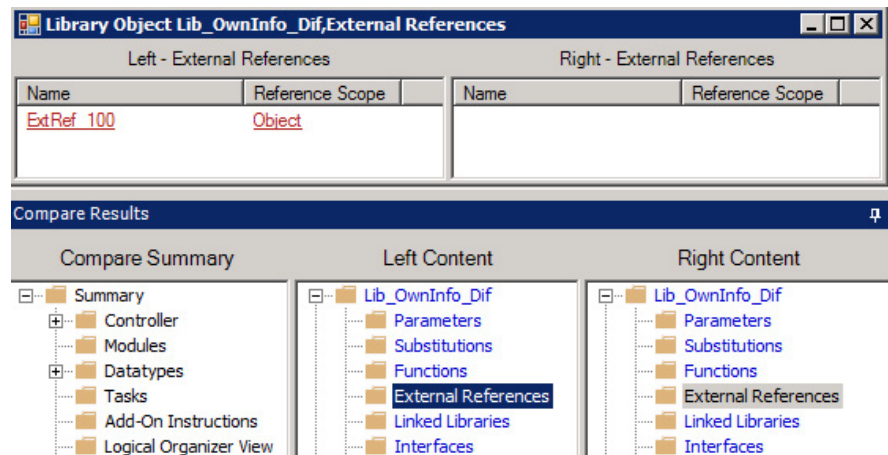 Library Object Lib_OwnInfo_Dif,External References
Left - External References Right - External References
Name Reference Scope Name Reference Scope
ExtRef_100 Object
Compare Results
Compare Summary Left Content Right Content
Summary Lib_OwnInfo_Dif Lib_OwnInfo_Dif
Controller Parameters Parameters
Modules Substitutions Substitutions
Datatypes Functions Functions
Tasks External References External References
Add-On Instructions Linked Libraries Linked Libraries
Logical Organizer View Interfaces Interfaces